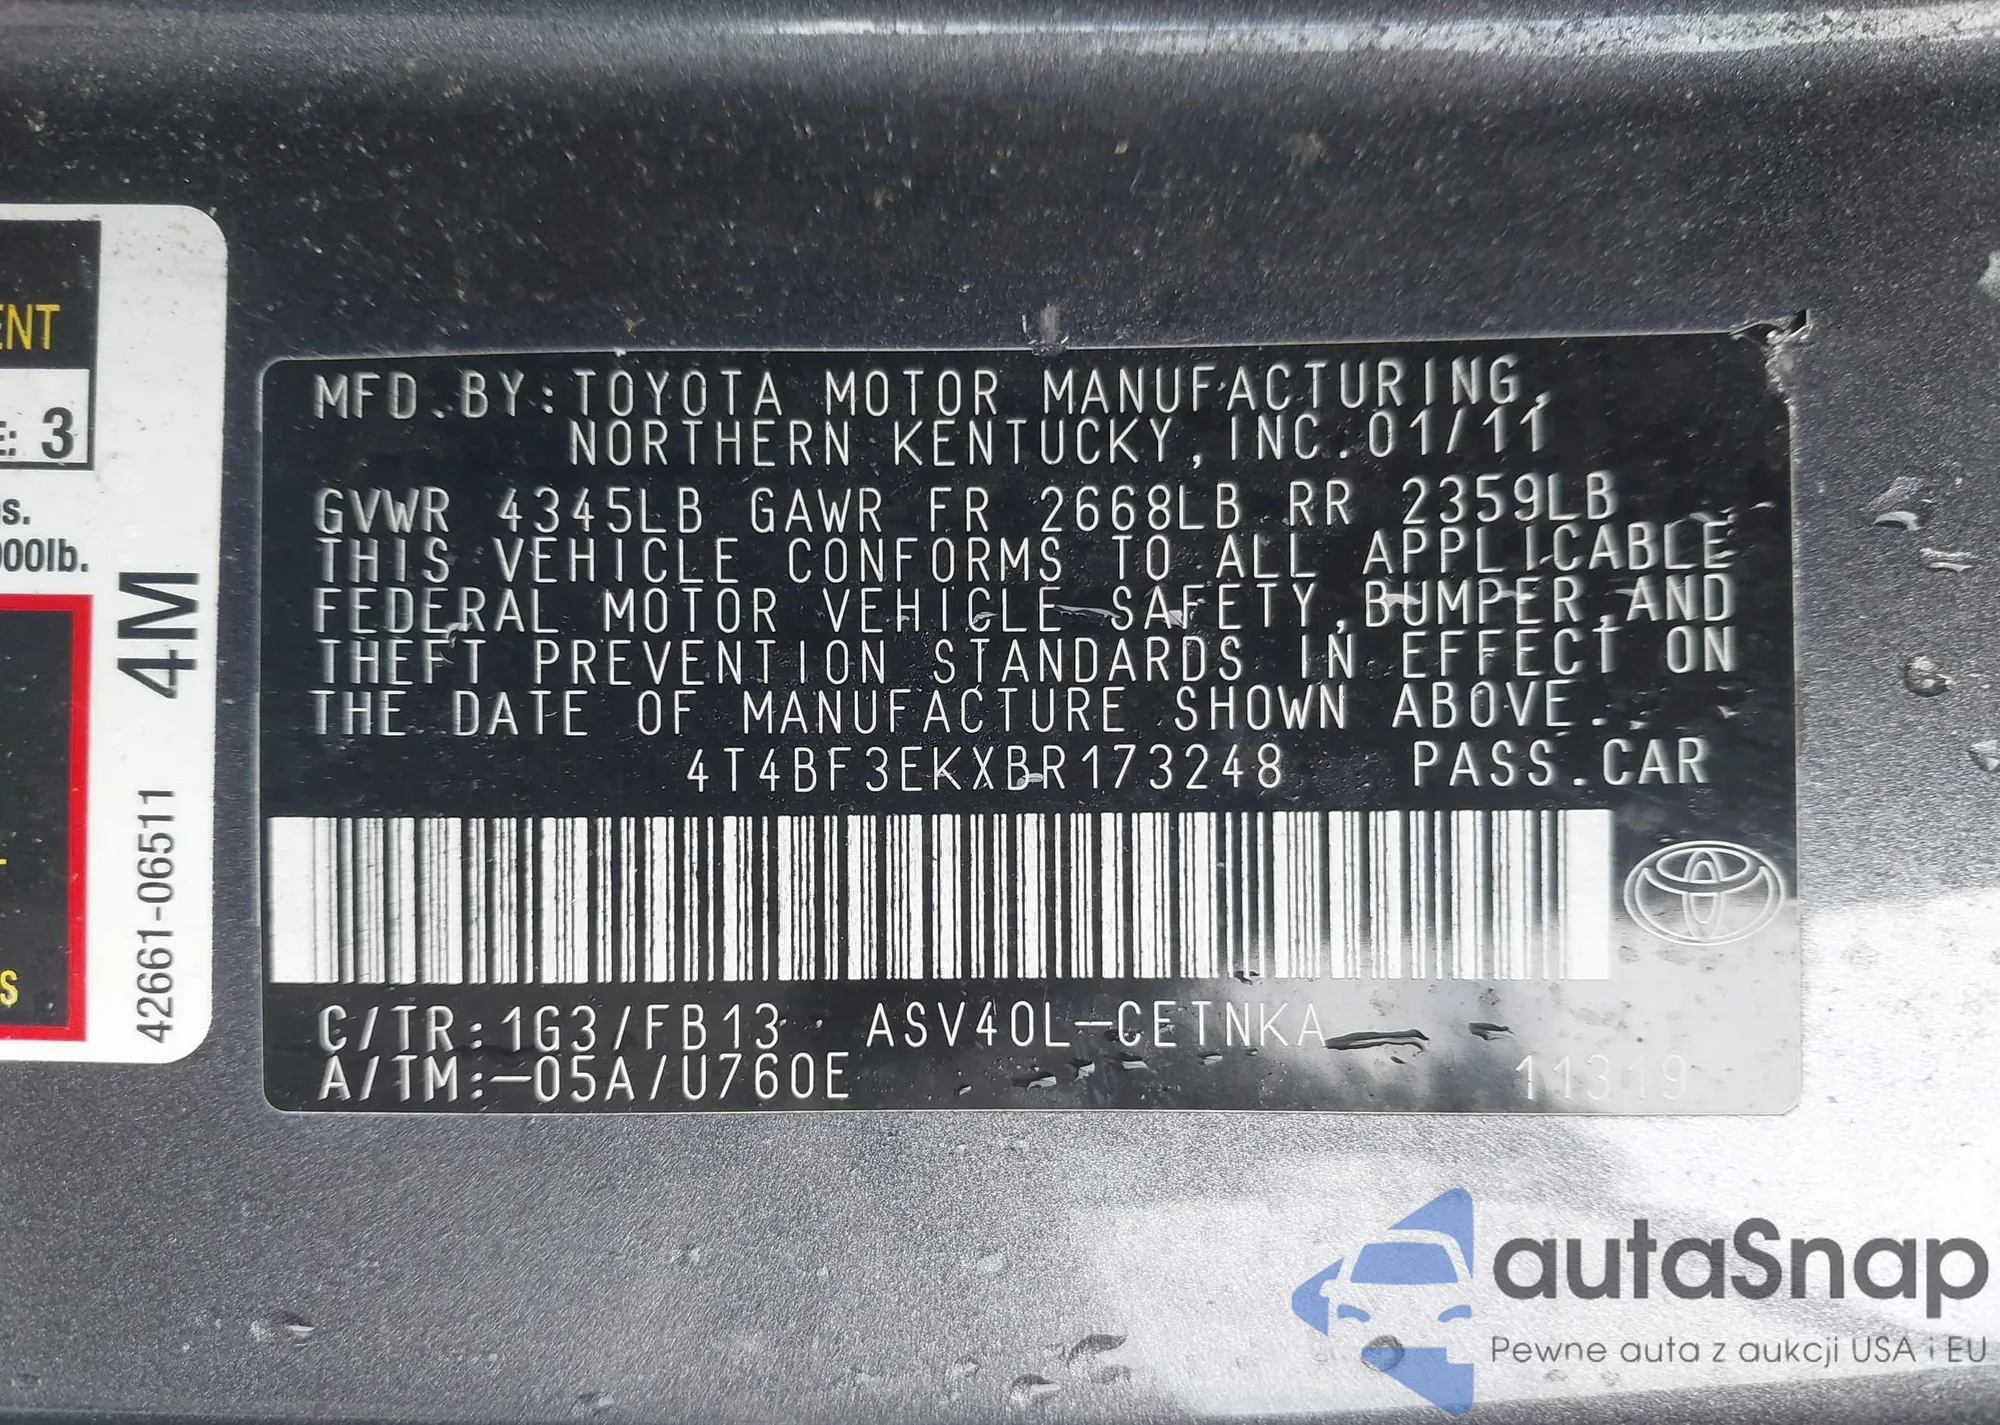 ENT
E: 3
s.
000lb.
S
4M
42661-06511
MFD. BY: TOYOTA MOTOR MANUFACTURING,
NORTHERN KENTUCKY, INC. 01/11
GVWR 4345LB GAWR FR 2668LB RR 2359LB
THIS VEHICLE CONFORMS TO ALL APPLICABLE
FEDERAL MOTOR VEHICLE SAFETY, BUMPER, AND
THEFT PREVENTION STANDARDS IN EFFECT ON
THE DATE OF MANUFACTURE SHOWN ABOVE.
4T4BF3EKXBR173248 PASS. CAR
C/TR: 1G3/FB13 ASV40L-CETNKA
A/TM: -05A/U760E 11319
autaSnap
Pewne auta z aukcji USA i EU